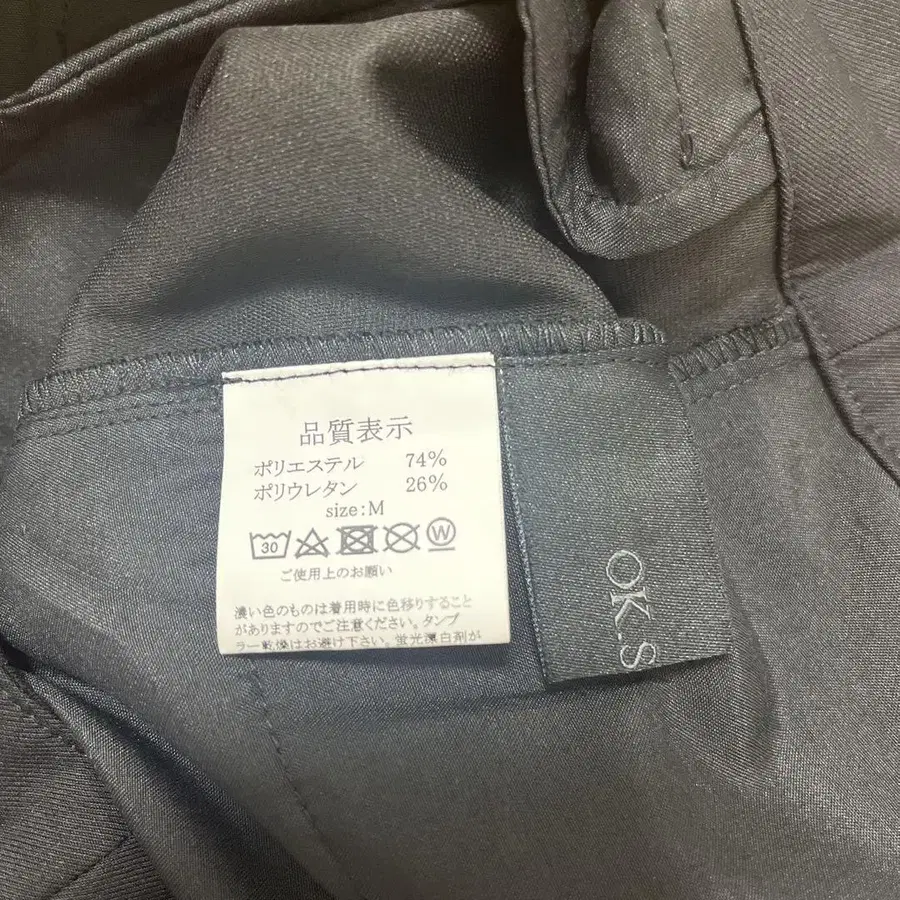 品質表示
ポリエステル 74%
ポリウレタン 26%
size:M
30 W
ご使用上のお願い
濃い色のものは着用時に色移りすること
がありますのでご注意ください。タンブ
ラー乾燥はお避け下さい。蛍光漂白剤が
OK.S